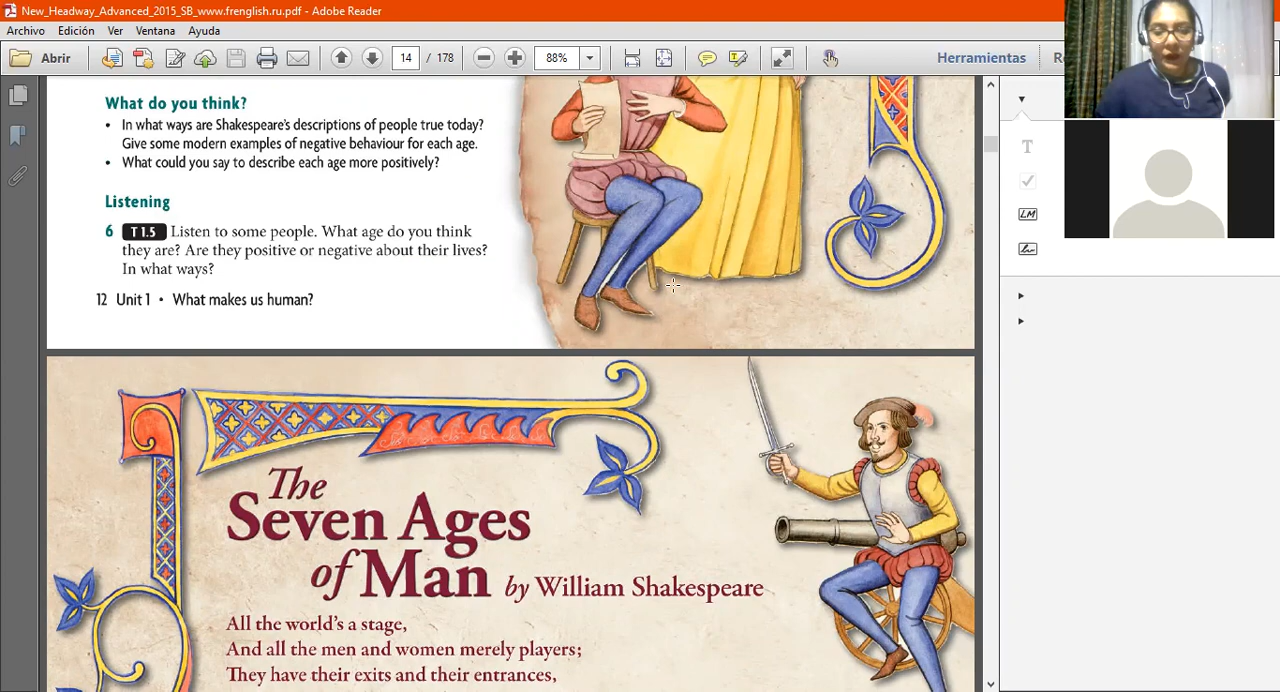 New_Headway_Advanced_2015_SB_www.frenglish.ru.pdf - Adobe Reader
Archivo Edición Ver Ventana Ayuda
Abrir 14 / 178 88% Herramientas
What do you think?
• In what ways are Shakespeare's descriptions of people true today?
Give some modern examples of negative behaviour for each age.
• What could you say to describe each age more positively?
Listening
6 T 1.5 Listen to some people. What age do you think
they are? Are they positive or negative about their lives?
In what ways?
12 Unit 1 • What makes us human?
The
Seven Ages
of Man by William Shakespeare
All the world's a stage,
And all the men and women merely players;
They have their exits and their entrances,
T
LM